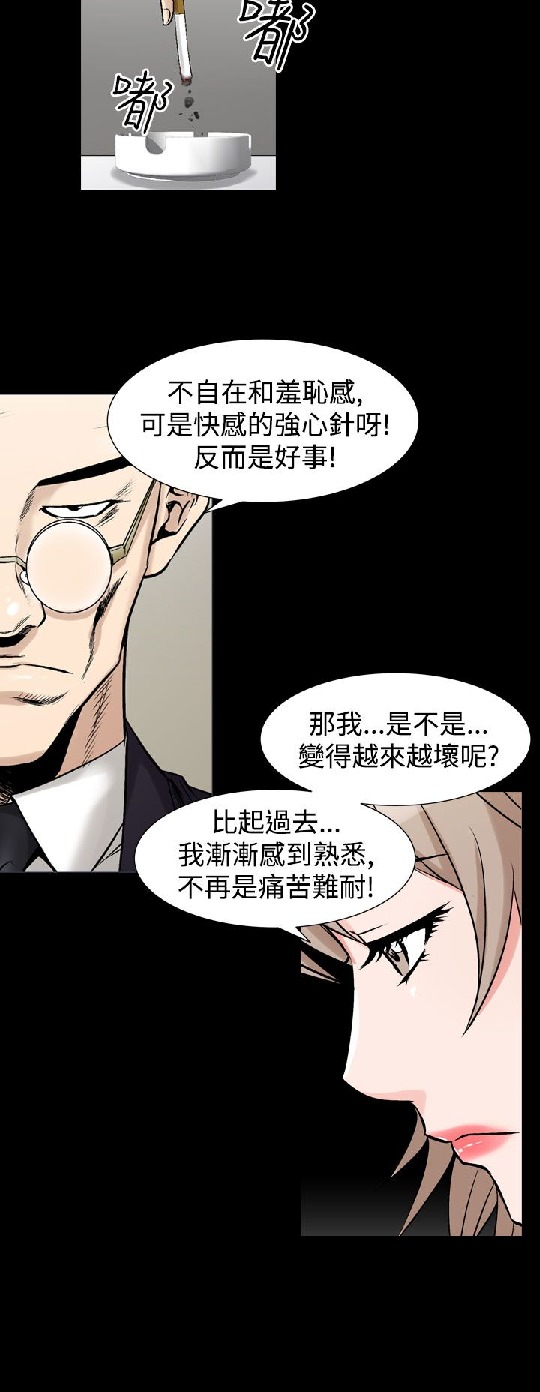 嘟
嘟
不自在和羞恥感,
可是快感的強心針呀!
反而是好事!
那我...是不是...
變得越來越壞呢?
比起過去...
我漸漸感到熟悉,
不再是痛苦難耐!